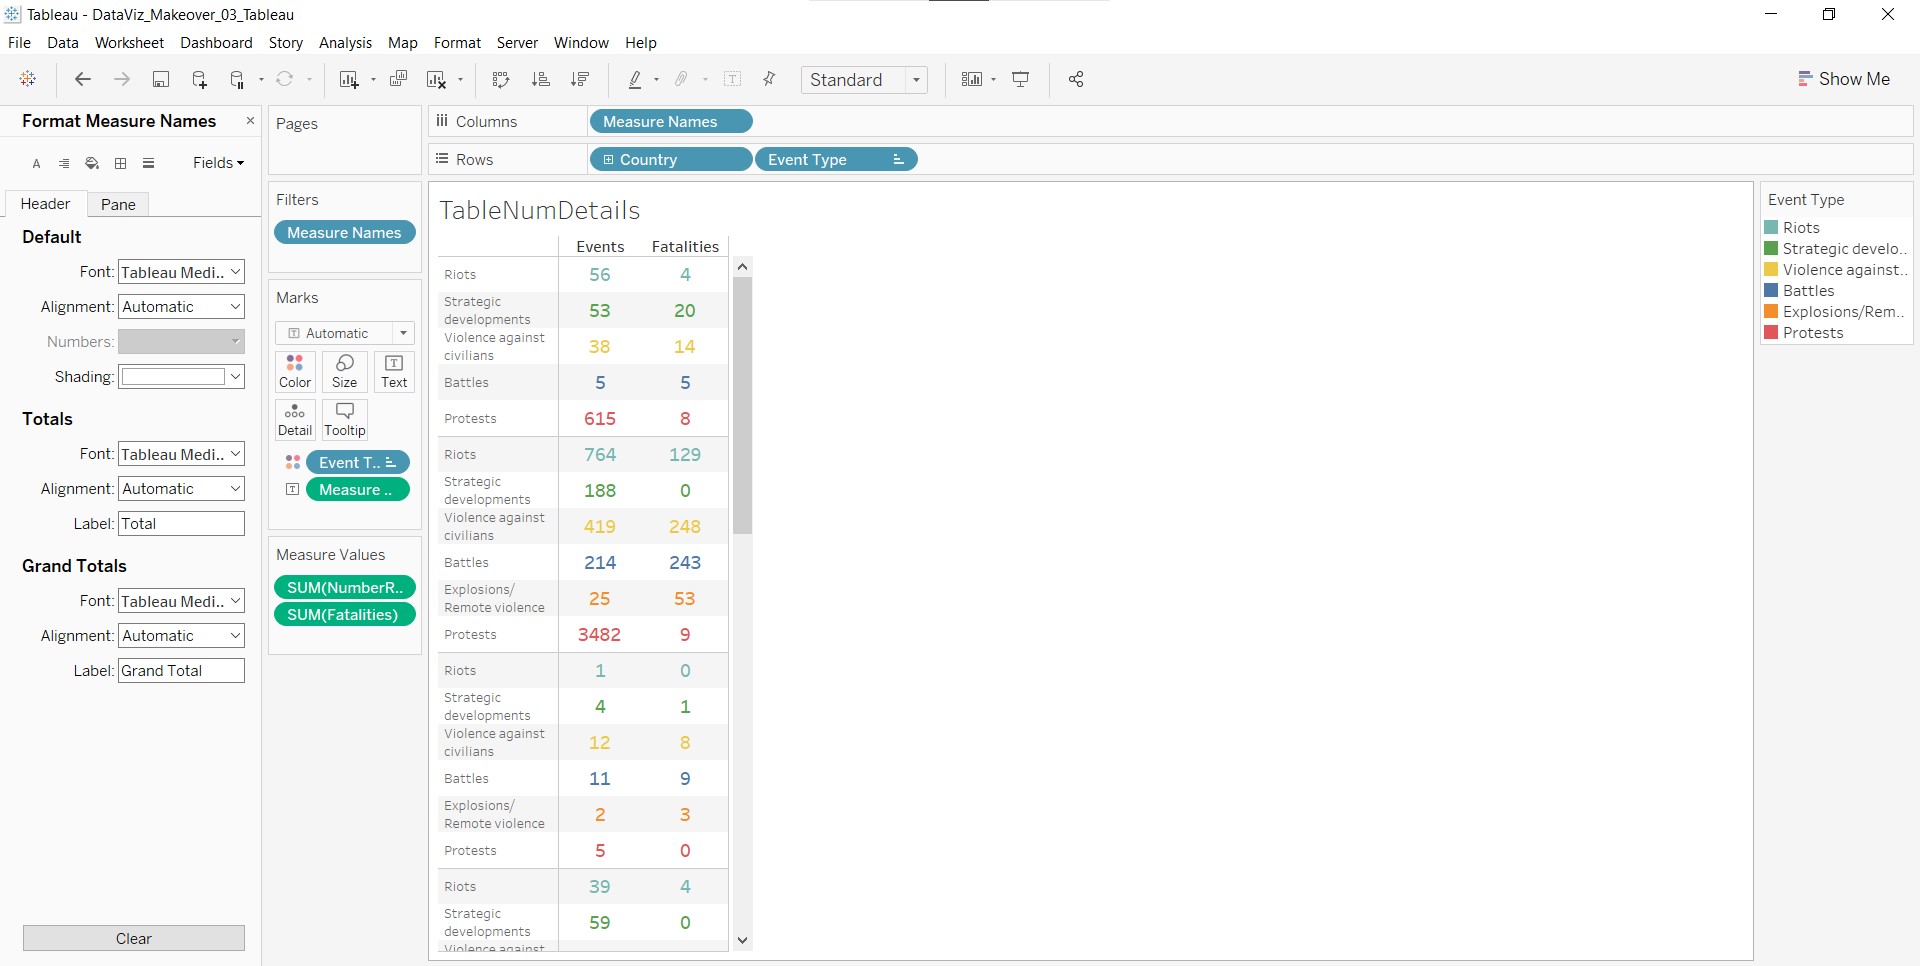 Tableau - DataViz_Makeover_03_Tableau
File Data Worksheet Dashboard Story Analysis Map Format Server Window Help
Standard
Show Me
Format Measure Names
Fields
Header Pane
Default
Font: Tableau Medi..
Alignment: Automatic
Numbers:
Shading:
Totals
Font: Tableau Medi..
Alignment: Automatic
Label: Total
Grand Totals
Font: Tableau Medi..
Alignment: Automatic
Label: Grand Total
Clear
Pages
Filters
Measure Names
Marks
Automatic
Color Size Text
Detail Tooltip
Event T..
Measure ..
Measure Values
SUM(NumberR..
SUM(Fatalities)
Columns Measure Names
Rows Country Event Type
TableNumDetails
Events Fatalities
Riots 56 4
Strategic
developments 53 20
Violence against
civilians 38 14
Battles 5 5
Protests 615 8
Riots 764 129
Strategic
developments 188 0
Violence against
civilians 419 248
Battles 214 243
Explosions/
Remote violence 25 53
Protests 3482 9
Riots 1 0
Strategic
developments 4 1
Violence against
civilians 12 8
Battles 11 9
Explosions/
Remote violence 2 3
Protests 5 0
Riots 39 4
Strategic
developments 59 0
Violence against
Event Type
Riots
Strategic develo..
Violence against..
Battles
Explosions/Rem..
Protests